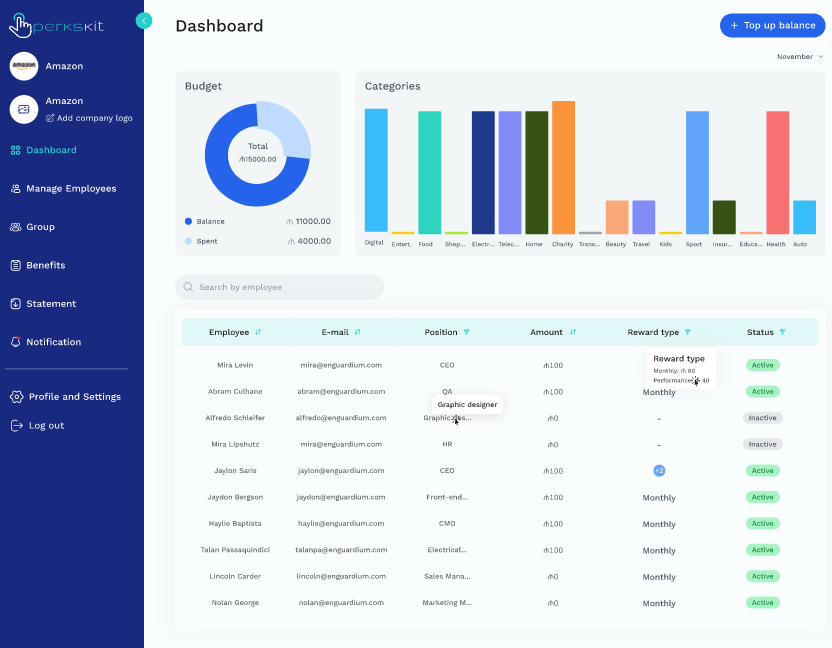 perkskit
Amazon
Amazon
Add company logo
Dashboard
Manage Employees
Group
Benefits
Statement
Notification
Profile and Settings
Log out
Dashboard
+ Top up balance
November
Budget
Total
₼15000.00
Balance ₼ 11000.00
Spent ₼ 4000.00
Categories
Digital Entert. Food Shop... Electr... Telec... Home Charity Trans... Beauty Travel Kids Sport Insur... Educa... Health Auto
Search by employee
Employee E-mail Position Amount Reward type Status
Mira Levin mira@enguardium.com CEO ₼100 Active
Reward type
Monthly: ₼ 60
Performance: ₼ 40
Abram Culhane abram@enguardium.com QA ₼100 Monthly Active
Graphic designer
Alfredo Schleifer alfredo@enguardium.com Graphic des... ₼0 - Inactive
Mira Lipshutz mira@enguardium.com HR ₼0 - Inactive
Jaylon Saris jaylon@enguardium.com CEO ₼100 +2 Active
Jaydon Bergson jaydon@enguardium.com Front-end... ₼100 Monthly Active
Haylie Baptista haylie@enguardium.com CMO ₼100 Monthly Active
Talan Passaquindici talanpa@enguardium.com Electrical... ₼100 Monthly Active
Lincoln Carder lincoln@enguardium.com Sales Mana... ₼0 Monthly Active
Nolan George nolan@enguardium.com Marketing M... ₼0 Monthly Active